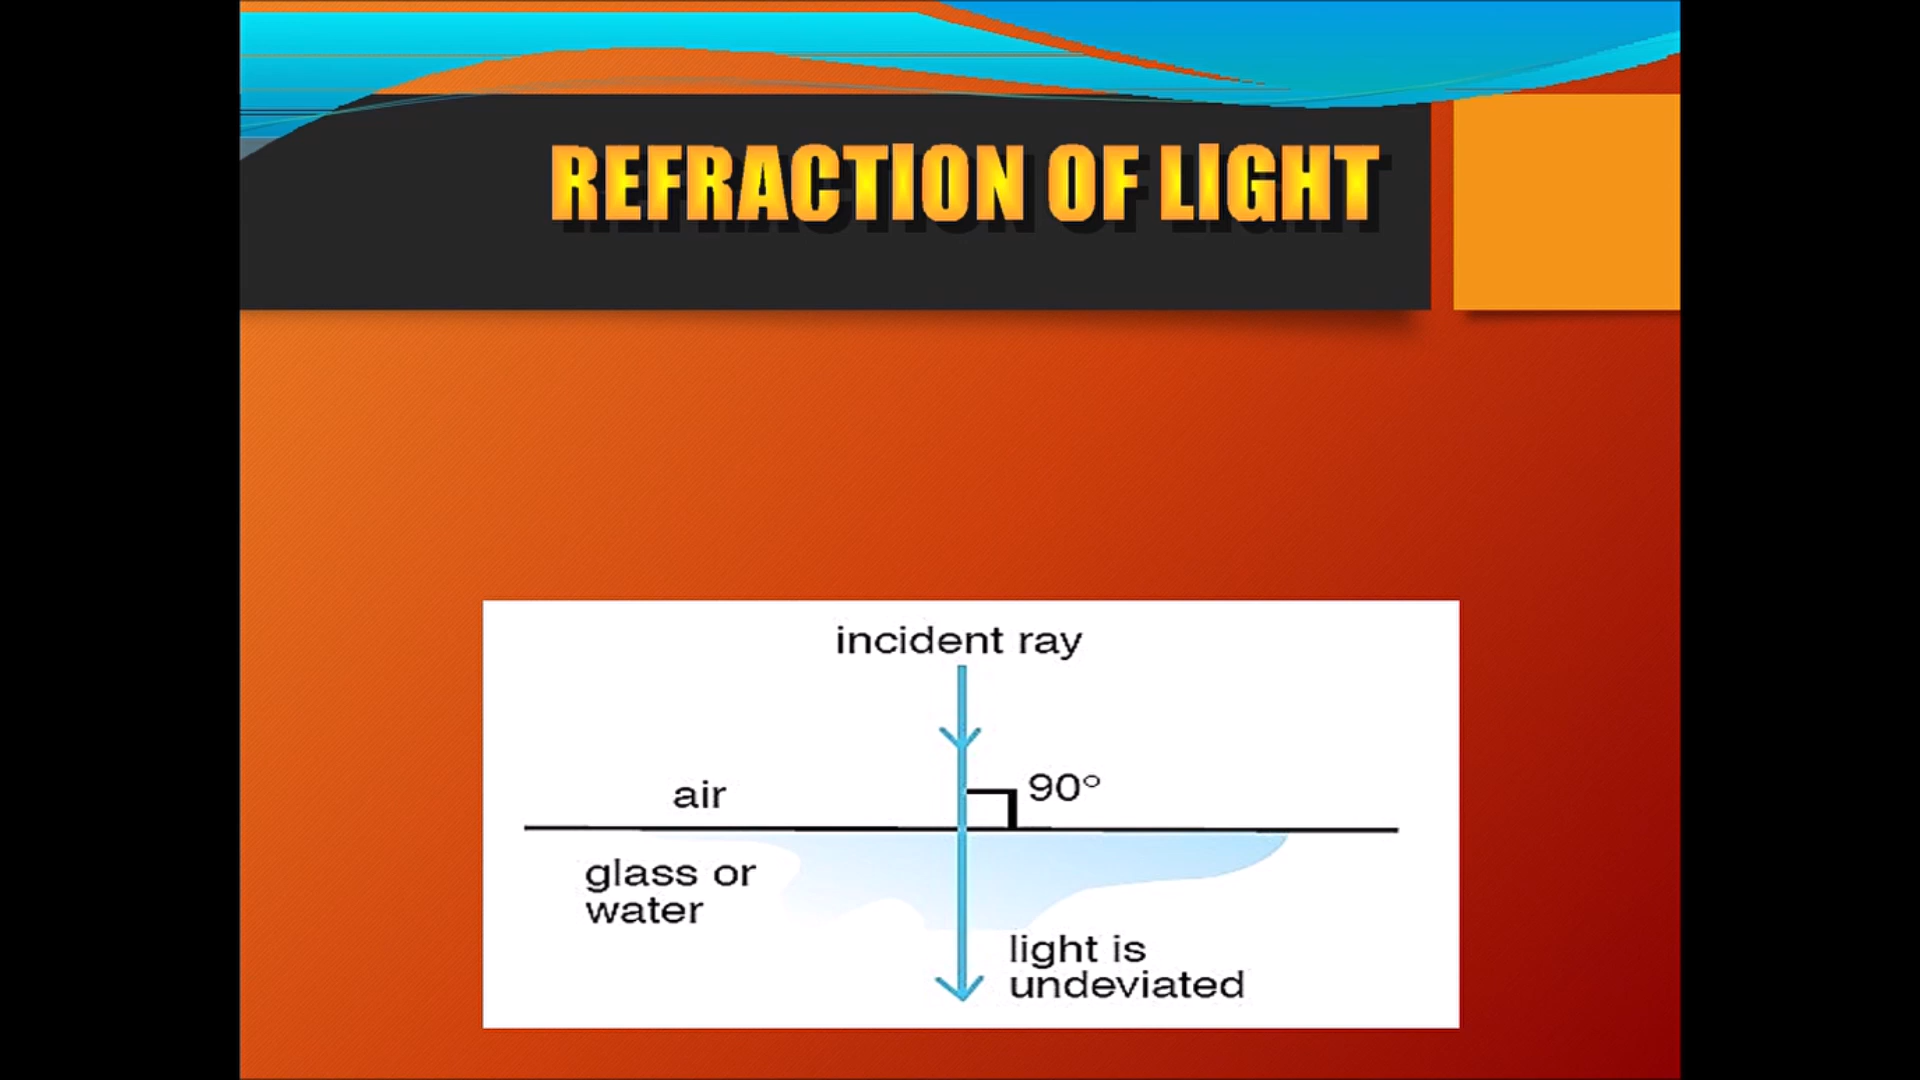 REFRACTION OF LIGHT
incident ray
air
90°
glass or
water
light is
undeviated